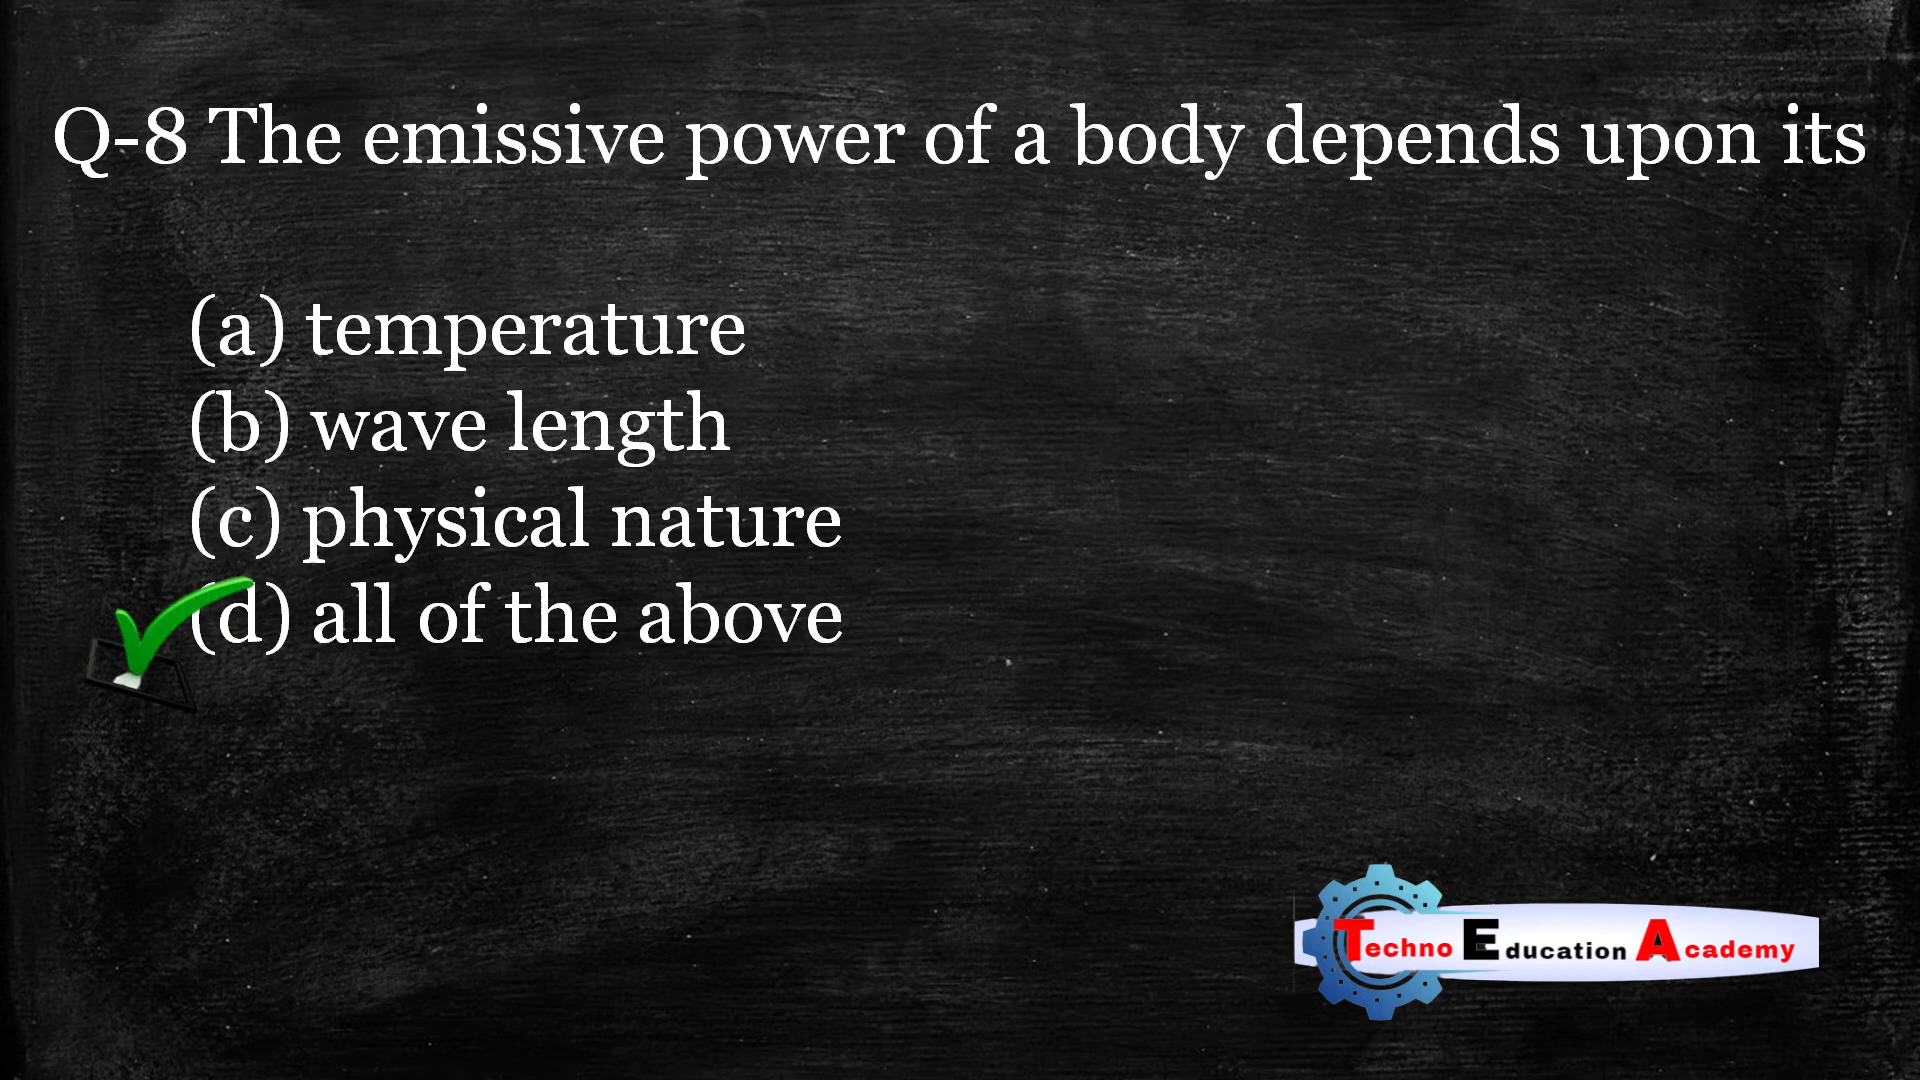 Q-8 The emissive power of a body depends upon its
(a) temperature
(b) wave length
(c) physical nature
(d) all of the above
Techno Education Academy